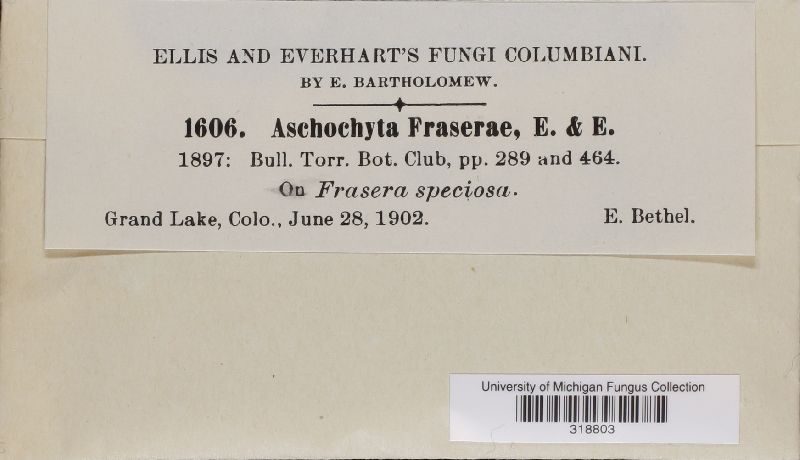 ELLIS AND EVERHART'S FUNGI COLUMBIANI.
BY E. BARTHOLOMEW.
1606. Aschochyta Fraserae, E. & E.
1897: Bull. Torr. Bot. Club, pp. 289 and 464.
On Frasera speciosa.
Grand Lake, Colo., June 28, 1902. E. Bethel.
University of Michigan Fungus Collection
318803